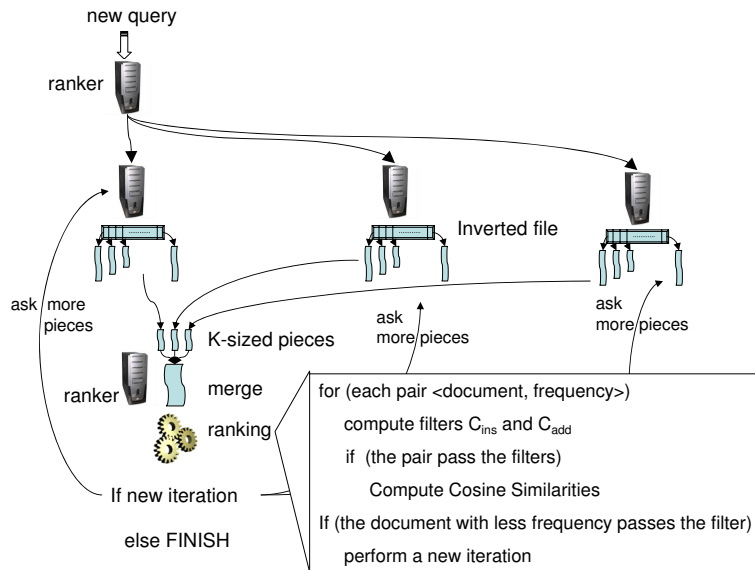 new query
ranker
Inverted file
ask more
pieces
ask
more pieces
ask
more pieces
K-sized pieces
ranker
merge
ranking
If new iteration
else FINISH
for (each pair <document, frequency>)
compute filters C_ins and C_add
if (the pair pass the filters)
Compute Cosine Similarities
If (the document with less frequency passes the filter)
perform a new iteration